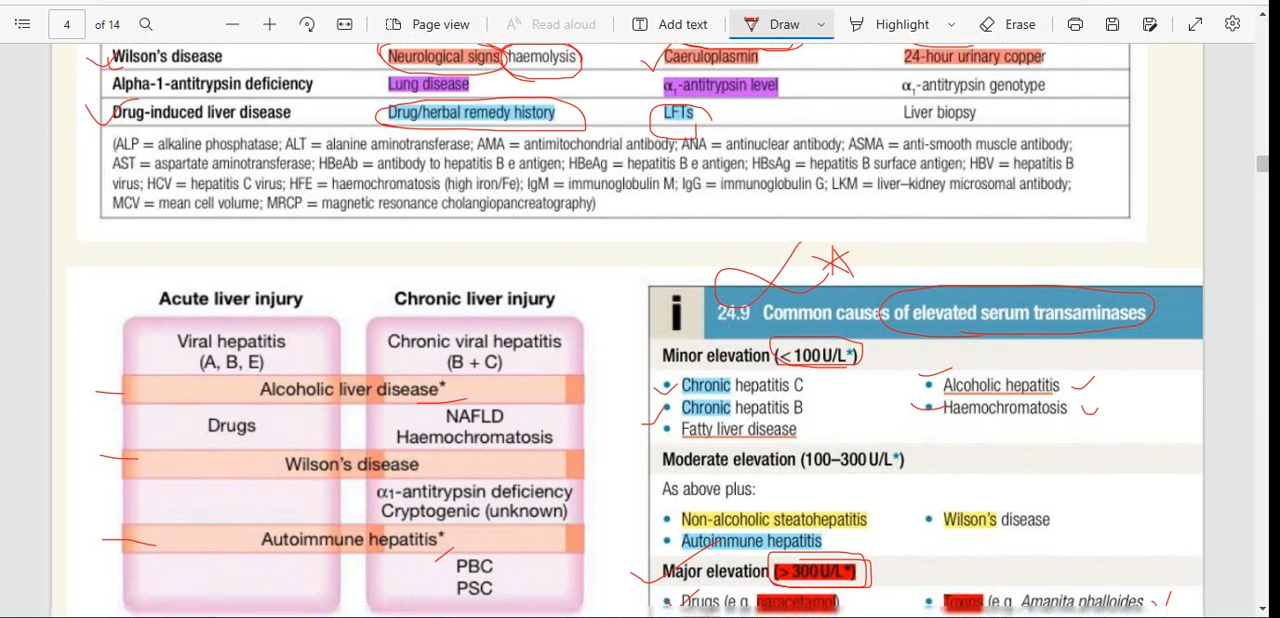 4 of 14 Page view Read aloud Add text Draw Highlight Erase
Wilson's disease Neurological signs, haemolysis Caeruloplasmin 24-hour urinary copper
Alpha-1-antitrypsin deficiency Lung disease α₁-antitrypsin level α₁-antitrypsin genotype
Drug-induced liver disease Drug/herbal remedy history LFTs Liver biopsy
(ALP = alkaline phosphatase; ALT = alanine aminotransferase; AMA = antimitochondrial antibody; ANA = antinuclear antibody; ASMA = anti-smooth muscle antibody;
AST = aspartate aminotransferase; HBeAb = antibody to hepatitis B e antigen; HBeAg = hepatitis B e antigen; HBsAg = hepatitis B surface antigen; HBV = hepatitis B
virus; HCV = hepatitis C virus; HFE = haemochromatosis (high iron/Fe); IgM = immunoglobulin M; IgG = immunoglobulin G; LKM = liver–kidney microsomal antibody;
MCV = mean cell volume; MRCP = magnetic resonance cholangiopancreatography)
Acute liver injury Chronic liver injury
Viral hepatitis
(A, B, E)
Chronic viral hepatitis
(B + C)
Alcoholic liver disease*
Drugs
NAFLD
Haemochromatosis
Wilson's disease
α1-antitrypsin deficiency
Cryptogenic (unknown)
Autoimmune hepatitis*
PBC
PSC
i 24.9 Common causes of elevated serum transaminases
Minor elevation (< 100 U/L*)
• Chronic hepatitis C
• Chronic hepatitis B
• Fatty liver disease
• Alcoholic hepatitis
• Haemochromatosis
Moderate elevation (100–300 U/L*)
As above plus:
• Non-alcoholic steatohepatitis
• Autoimmune hepatitis
• Wilson's disease
Major elevation (> 300 U/L*)
• Drugs (e.g. paracetamol)
• Toxins (e.g. Amanita phalloides